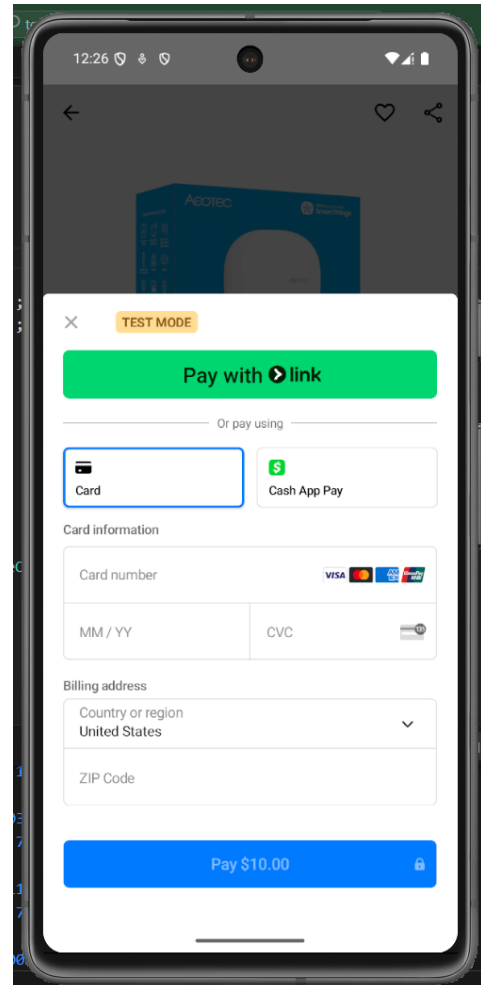 12:26
AEOTEC
SmartThings
TEST MODE
Pay with link
Or pay using
Card
Cash App Pay
Card information
Card number
VISA
MM / YY
CVC
Billing address
Country or region
United States
ZIP Code
Pay $10.00